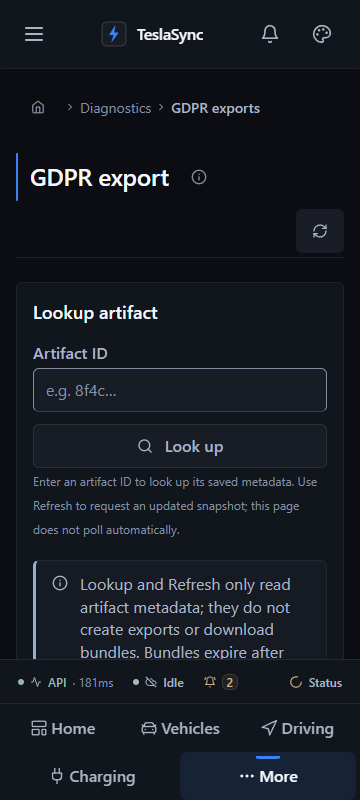 TeslaSync
Diagnostics
GDPR exports
GDPR export
Lookup artifact
Artifact ID
e.g. 8f4c...
Look up
Enter an artifact ID to look up its saved metadata. Use
Refresh to request an updated snapshot; this page
does not poll automatically.
Lookup and Refresh only read
artifact metadata; they do not
create exports or download
bundles. Bundles expire after
API · 181ms
Idle
2
Status
Home
Vehicles
Driving
Charging
More